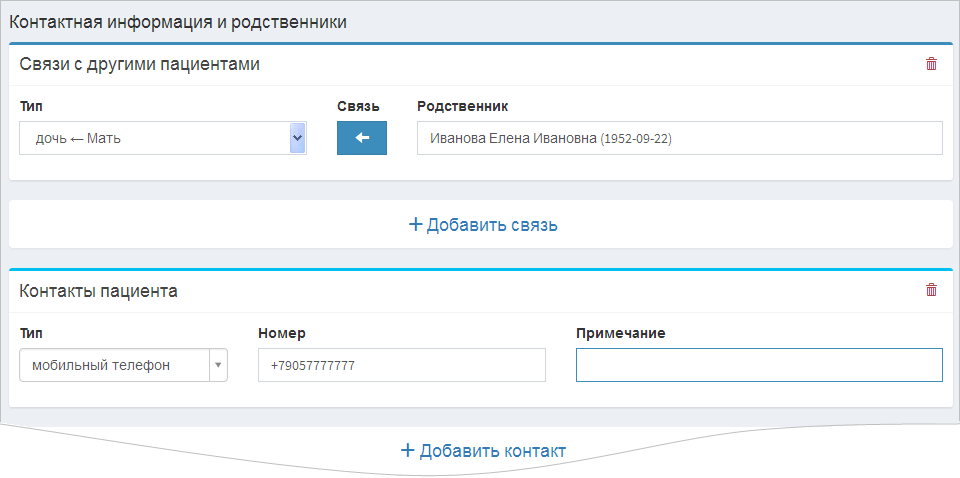 Контактная информация и родственники
Связи с другими пациентами
Тип Связь Родственник
дочь ← Мать Иванова Елена Ивановна (1952-09-22)
+ Добавить связь
Контакты пациента
Тип Номер Примечание
мобильный телефон +79057777777
+ Добавить контакт